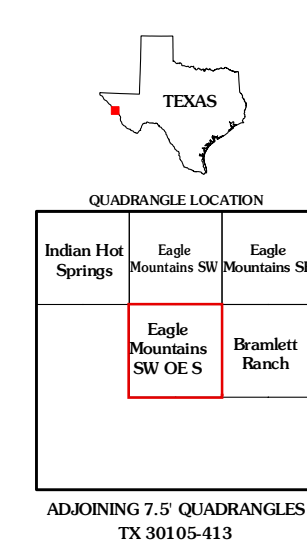 TEXAS
QUADRANGLE LOCATION
Indian Hot
Springs
Eagle
Mountains SW
Eagle
Mountains
Eagle
Mountains
SW OE S
Bramlett
Ranch
ADJOINING 7.5' QUADRANGLES
TX 30105-413